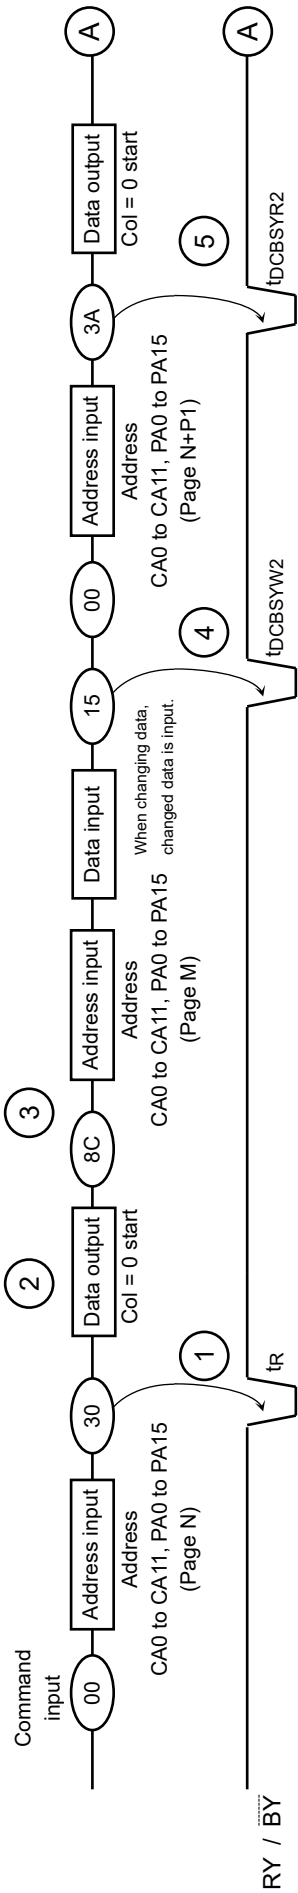 Command
input
00
Address input
Address
CA0 to CA11, PA0 to PA15
(Page N)
30
2
Data output
Col = 0 start
3
8C
Address input
Address
CA0 to CA11, PA0 to PA15
(Page M)
Data input
When changing data,
changed data is input.
15
00
Address input
Address
CA0 to CA11, PA0 to PA15
(Page N+P1)
3A
Data output
Col = 0 start
A
RY / BY
1
tR
4
tDCBSYW2
5
tDCBSYR2
A